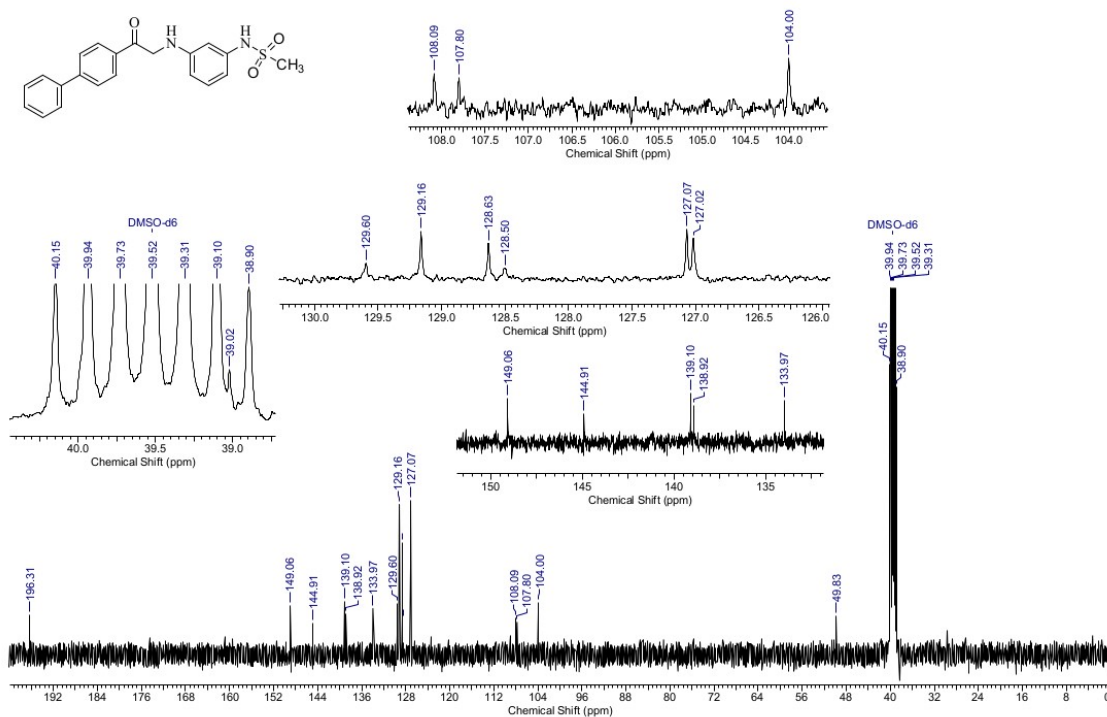 O
NH
NH
O
S
O
CH3
108.09
107.80
104.00
108.0 107.5 107.0 106.5 106.0 105.5 105.0 104.5 104.0
Chemical Shift (ppm)
129.60
129.16
128.63
128.50
127.07
127.02
130.0 129.5 129.0 128.5 128.0 127.5 127.0 126.5 126.0
Chemical Shift (ppm)
DMSO-d6
40.15
39.94
39.73
39.52
39.31
39.10
39.02
38.90
40.0 39.5 39.0
Chemical Shift (ppm)
149.06
144.91
139.10
138.92
133.97
150 145 140 135
Chemical Shift (ppm)
DMSO-d6
39.94
39.73
39.52
39.31
40.15
38.90
196.31
149.06
144.91
139.10
138.92
133.97
129.60
129.16
127.07
108.09
107.80
104.00
49.83
192 184 176 168 160 152 144 136 128 120 112 104 96 88 80 72 64 56 48 40 32 24 16 8 0
Chemical Shift (ppm)